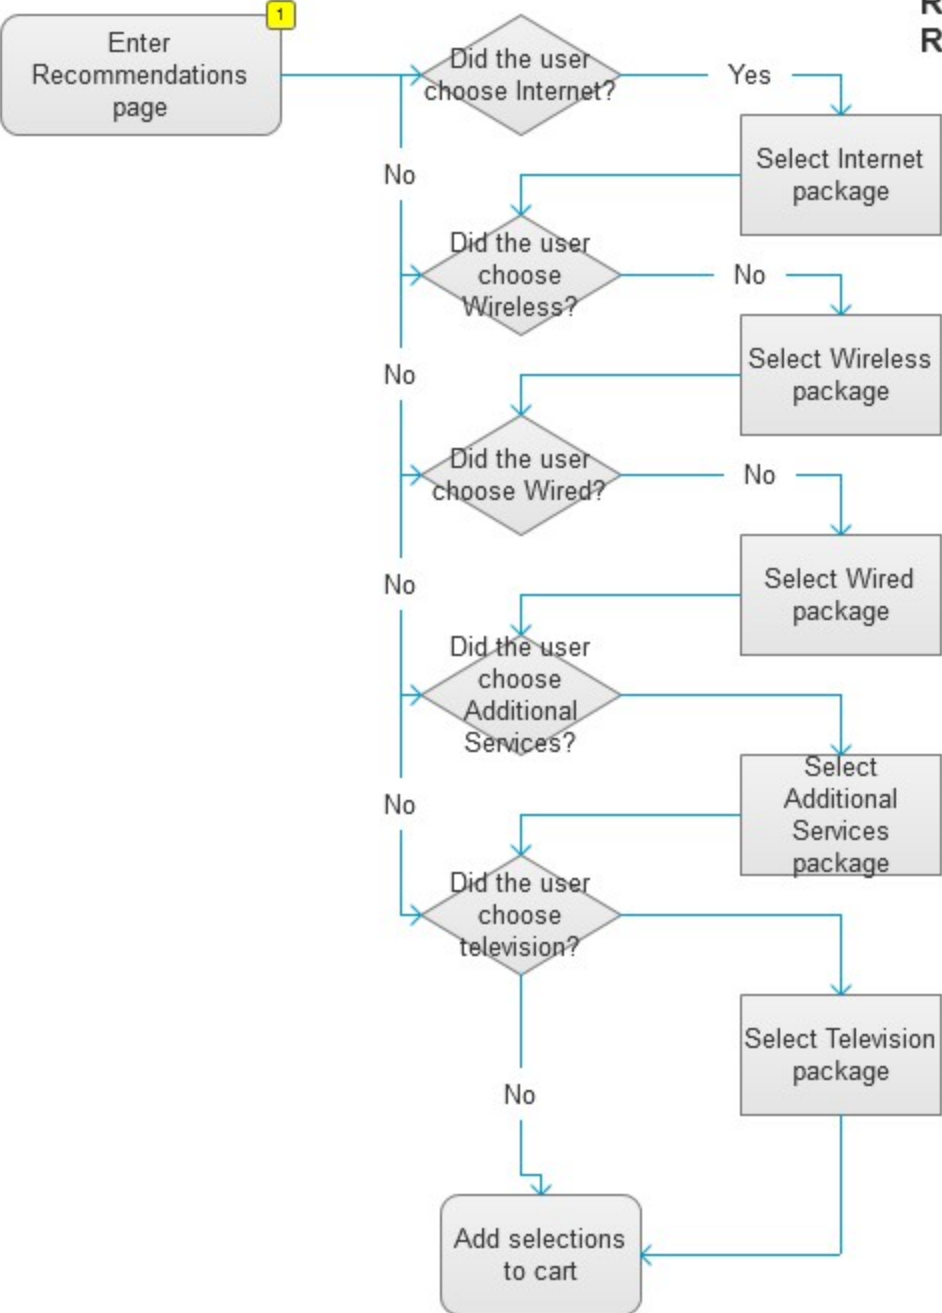 1
Enter
Recommendations
page
Did the user
choose Internet?
Yes
R
R
Select Internet
package
No
Did the user
choose
Wireless?
No
Select Wireless
package
No
Did the user
choose Wired?
No
Select Wired
package
No
Did the user
choose
Additional
Services?
Select
Additional
Services
package
No
Did the user
choose
television?
Select Television
package
No
Add selections
to cart